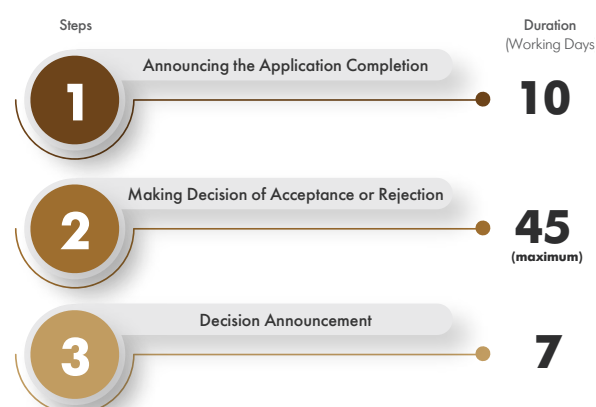 Steps
Duration
(Working Days
1
Announcing the Application Completion
10
2
Making Decision of Acceptance or Rejection
45
(maximum)
3
Decision Announcement
7